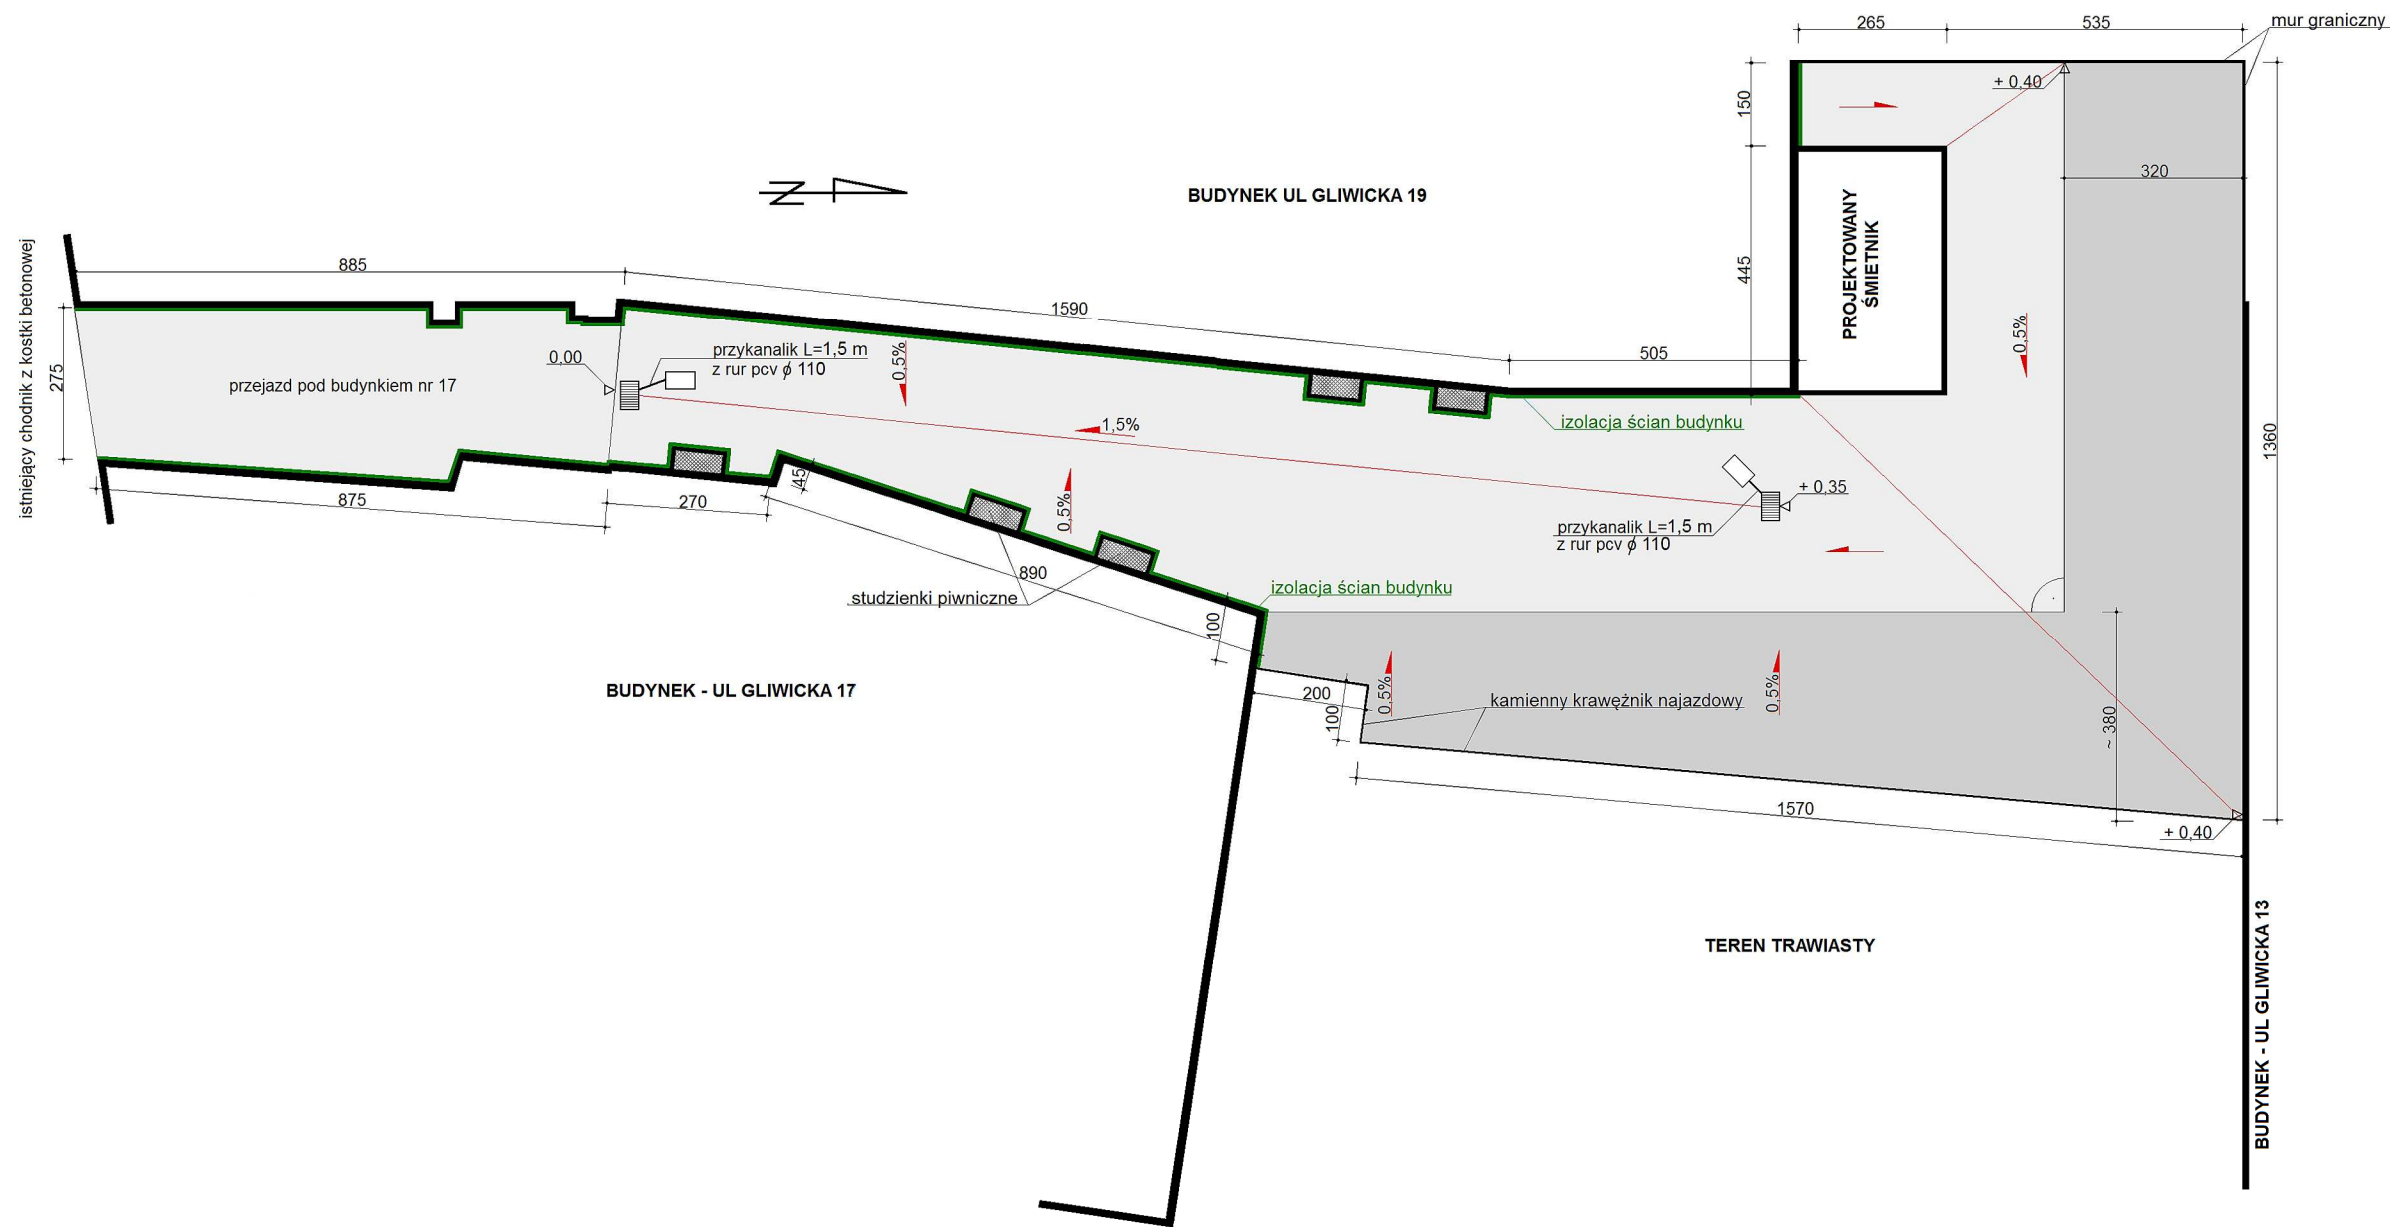 265
535
mur graniczny
150
+ 0,40
320
N
BUDYNEK UL GLIWICKA 19
PROJEKTOWANY
ŚMIETNIK
445
istniejący chodnik z kostki betonowej
885
1590
275
0,00
przykanalik L=1,5 m
z rur pcv ϕ 110
przejazd pod budynkiem nr 17
0,5%
505
0,5%
izolacja ścian budynku
1,5%
1360
875
270
45
0,5%
+ 0,35
przykanalik L=1,5 m
z rur pcv ϕ 110
890
studzienki piwniczne
izolacja ścian budynku
100
BUDYNEK - UL GLIWICKA 17
200
100
0,5%
kamienny krawężnik najazdowy
0,5%
~ 380
1570
+ 0,40
TEREN TRAWIASTY
BUDYNEK - UL GLIWICKA 13